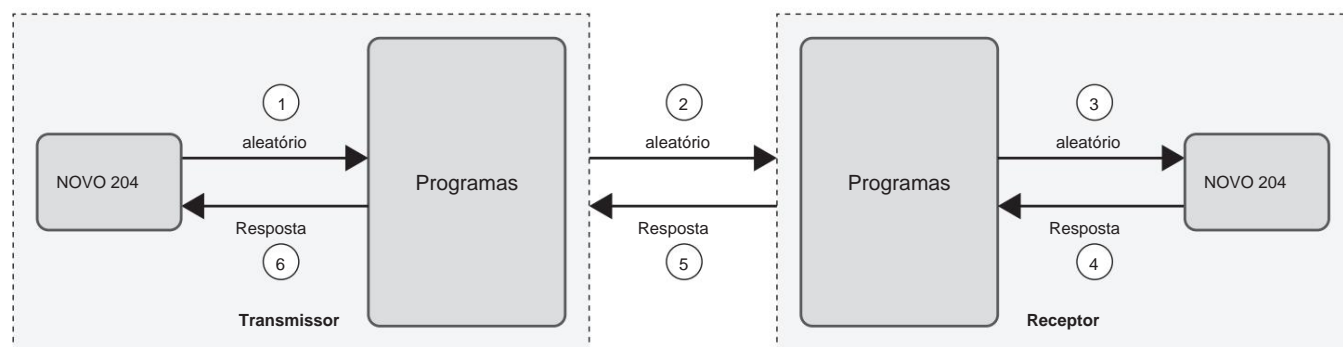 1
aleatório
2
aleatório
3
aleatório
NOVO 204
Programas
Programas
NOVO 204
Resposta
6
Resposta
5
Resposta
4
Transmissor
Receptor